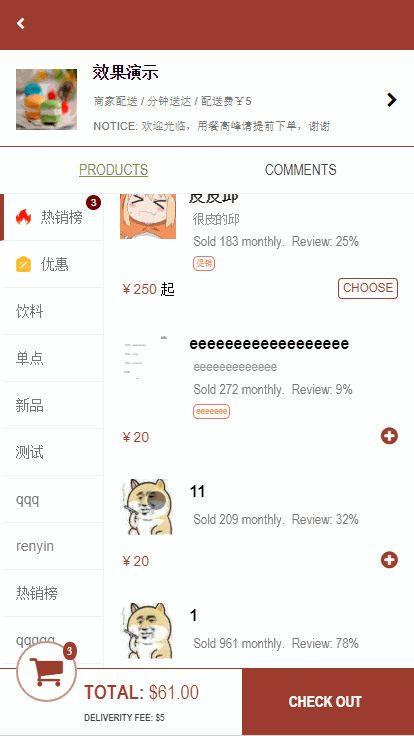 效果演示
商家配送 / 分钟送达 / 配送费¥5
NOTICE: 欢迎光临，用餐高峰请提前下单，谢谢
PRODUCTS
COMMENTS
热销榜
3
优惠
饮料
单点
新品
测试
qqq
renyin
热销榜
qqqqq
皮皮邱
很皮的邱
Sold 183 monthly. Review: 25%
促销
¥250 起
CHOOSE
eeeeeeeeeeeeeeeeee
eeeeeeeeeeeee
Sold 272 monthly. Review: 9%
eeeeeee
¥20
11
Sold 209 monthly. Review: 32%
¥20
1
Sold 961 monthly. Review: 78%
3
TOTAL: $61.00
DELIVERITY FEE: $5
CHECK OUT